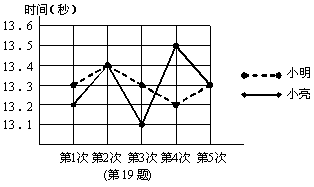 时间(秒)
13.6
13.5
13.4
13.3
13.2
13.1
小明
小亮
第1次 第2次 第3次 第4次 第5次
(第19题)